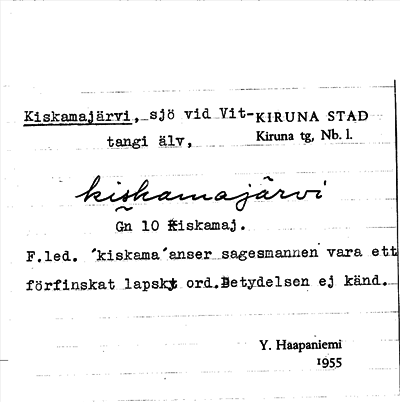 Kiskamajärvi, sjö vid Vit- KIRUNA STAD
tangi älv, Kiruna tg, Nb. l.
kiskamajärvi
Gn 10 Kiskamaj.
F.led. ´kiskama´anser sagesmannen vara ett
förfinskat lapskt ord.Betydelsen ej känd.
Y. Haapaniemi
1955